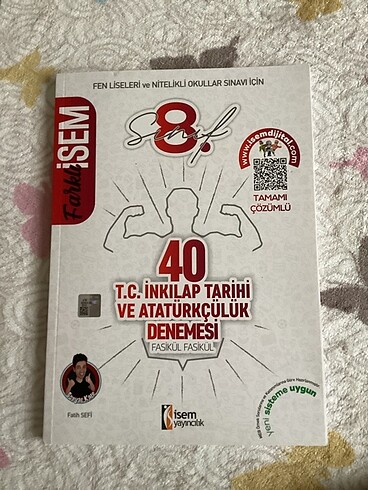 FEN LİSELERİ ve NİTELİKLİ OKULLAR SINAVI İÇİN
Farklı İSEM
8.
Sınıf
www.isemdijital.com
TAMAMI
ÇÖZÜMLÜ
40
T.C. İNKILAP TARİHİ
VE ATATÜRKÇÜLÜK
DENEMESİ
FASİKÜL FASİKÜL
Fatih SEFİ
isem
yayıncılık
yeni sisteme uygun